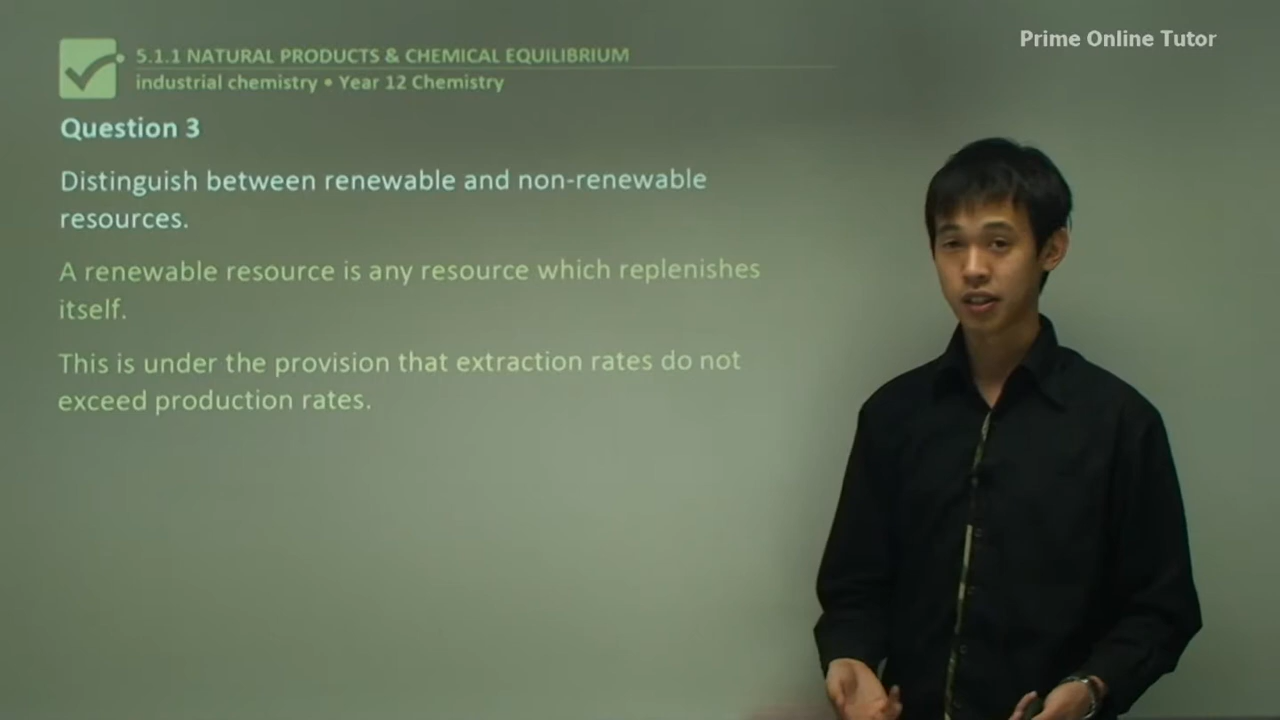 Prime Online Tutor
5.1.1 NATURAL PRODUCTS & CHEMICAL EQUILIBRIUM
industrial chemistry • Year 12 Chemistry
Question 3
Distinguish between renewable and non-renewable
resources.
A renewable resource is any resource which replenishes
itself.
This is under the provision that extraction rates do not
exceed production rates.